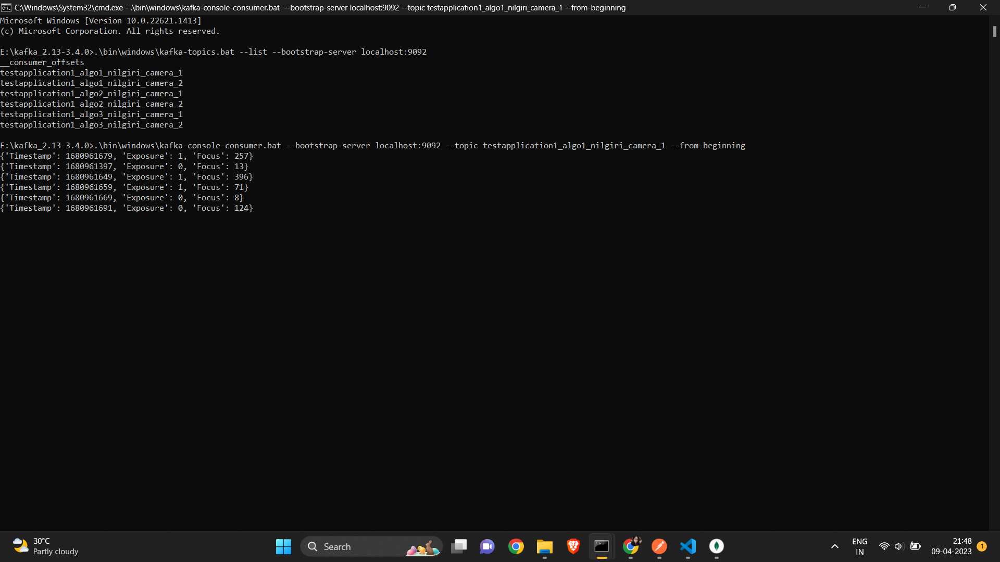 C:\Windows\System32\cmd.exe - .\bin\windows\kafka-console-consumer.bat  --bootstrap-server localhost:9092 --topic testapplication1_algo1_nilgiri_camera_1 --from-beginning
Microsoft Windows [Version 10.0.22621.1413]
(c) Microsoft Corporation. All rights reserved.
E:\kafka_2.13-3.4.0>.\bin\windows\kafka-topics.bat --list --bootstrap-server localhost:9092
__consumer_offsets
testapplication1_algo1_nilgiri_camera_1
testapplication1_algo1_nilgiri_camera_2
testapplication1_algo2_nilgiri_camera_1
testapplication1_algo2_nilgiri_camera_2
testapplication1_algo3_nilgiri_camera_1
testapplication1_algo3_nilgiri_camera_2
E:\kafka_2.13-3.4.0>.\bin\windows\kafka-console-consumer.bat --bootstrap-server localhost:9092 --topic testapplication1_algo1_nilgiri_camera_1 --from-beginning
{'Timestamp': 1680961679, 'Exposure': 1, 'Focus': 257}
{'Timestamp': 1680961397, 'Exposure': 0, 'Focus': 13}
{'Timestamp': 1680961649, 'Exposure': 1, 'Focus': 396}
{'Timestamp': 1680961659, 'Exposure': 1, 'Focus': 71}
{'Timestamp': 1680961669, 'Exposure': 0, 'Focus': 8}
{'Timestamp': 1680961691, 'Exposure': 0, 'Focus': 124}
30°C
Partly cloudy
Search
ENG
IN
21:48
09-04-2023
1